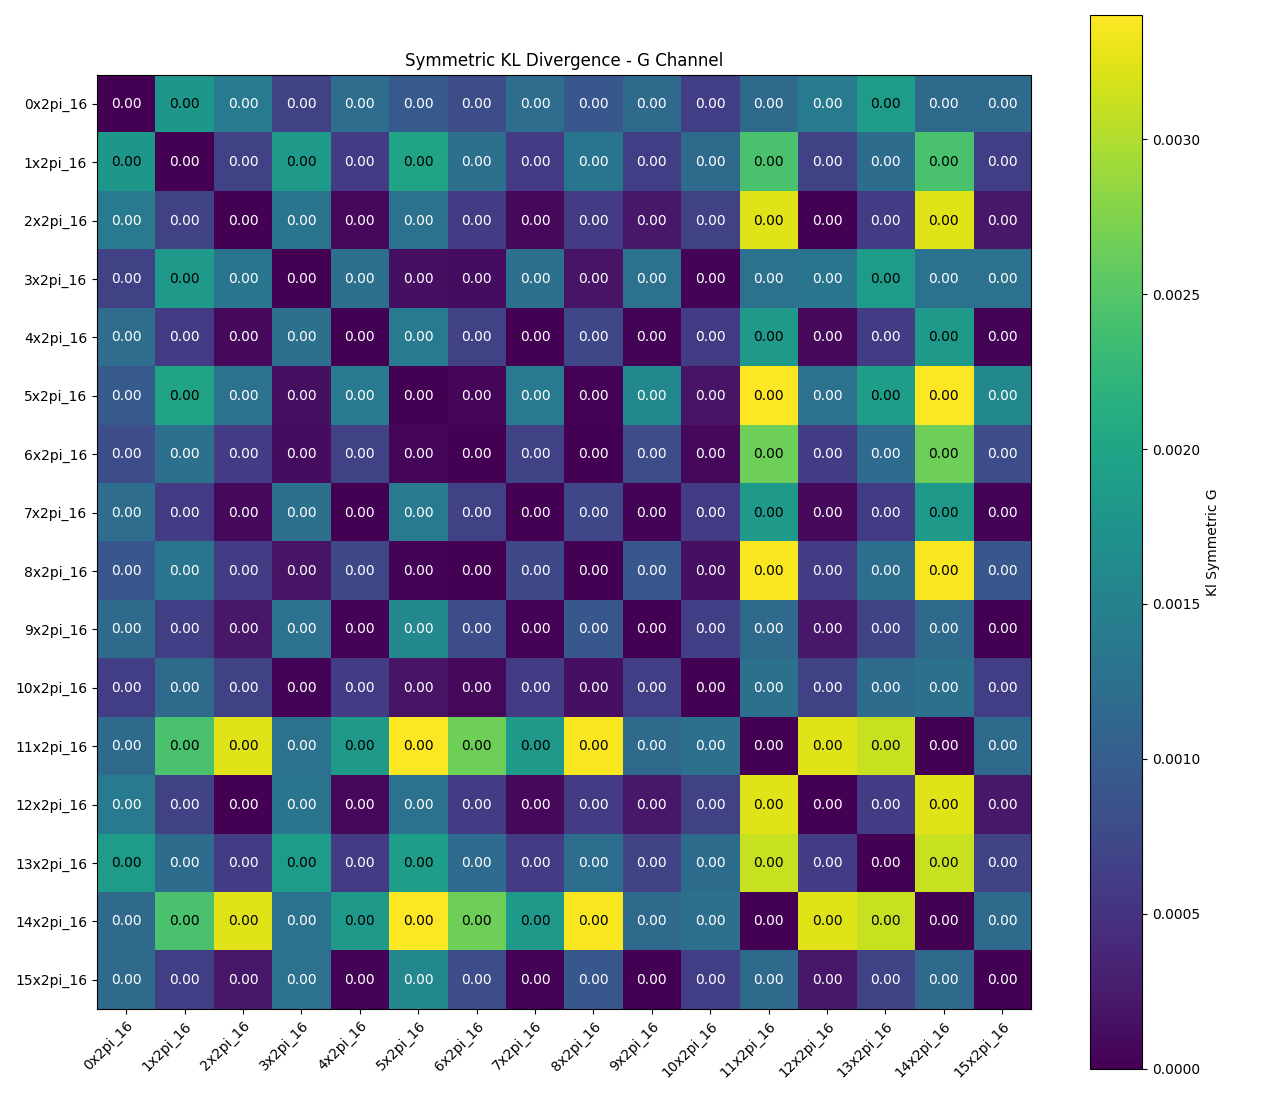 Symmetric KL Divergence - G Channel
0x2pi_16 0.00 0.00 0.00 0.00 0.00 0.00 0.00 0.00 0.00 0.00 0.00 0.00 0.00 0.00 0.00 0.00
1x2pi_16 0.00 0.00 0.00 0.00 0.00 0.00 0.00 0.00 0.00 0.00 0.00 0.00 0.00 0.00 0.00 0.00
2x2pi_16 0.00 0.00 0.00 0.00 0.00 0.00 0.00 0.00 0.00 0.00 0.00 0.00 0.00 0.00 0.00 0.00
3x2pi_16 0.00 0.00 0.00 0.00 0.00 0.00 0.00 0.00 0.00 0.00 0.00 0.00 0.00 0.00 0.00 0.00
4x2pi_16 0.00 0.00 0.00 0.00 0.00 0.00 0.00 0.00 0.00 0.00 0.00 0.00 0.00 0.00 0.00 0.00
5x2pi_16 0.00 0.00 0.00 0.00 0.00 0.00 0.00 0.00 0.00 0.00 0.00 0.00 0.00 0.00 0.00 0.00
6x2pi_16 0.00 0.00 0.00 0.00 0.00 0.00 0.00 0.00 0.00 0.00 0.00 0.00 0.00 0.00 0.00 0.00
7x2pi_16 0.00 0.00 0.00 0.00 0.00 0.00 0.00 0.00 0.00 0.00 0.00 0.00 0.00 0.00 0.00 0.00
8x2pi_16 0.00 0.00 0.00 0.00 0.00 0.00 0.00 0.00 0.00 0.00 0.00 0.00 0.00 0.00 0.00 0.00
9x2pi_16 0.00 0.00 0.00 0.00 0.00 0.00 0.00 0.00 0.00 0.00 0.00 0.00 0.00 0.00 0.00 0.00
10x2pi_16 0.00 0.00 0.00 0.00 0.00 0.00 0.00 0.00 0.00 0.00 0.00 0.00 0.00 0.00 0.00 0.00
11x2pi_16 0.00 0.00 0.00 0.00 0.00 0.00 0.00 0.00 0.00 0.00 0.00 0.00 0.00 0.00 0.00 0.00
12x2pi_16 0.00 0.00 0.00 0.00 0.00 0.00 0.00 0.00 0.00 0.00 0.00 0.00 0.00 0.00 0.00 0.00
13x2pi_16 0.00 0.00 0.00 0.00 0.00 0.00 0.00 0.00 0.00 0.00 0.00 0.00 0.00 0.00 0.00 0.00
14x2pi_16 0.00 0.00 0.00 0.00 0.00 0.00 0.00 0.00 0.00 0.00 0.00 0.00 0.00 0.00 0.00 0.00
15x2pi_16 0.00 0.00 0.00 0.00 0.00 0.00 0.00 0.00 0.00 0.00 0.00 0.00 0.00 0.00 0.00 0.00
0x2pi_16 1x2pi_16 2x2pi_16 3x2pi_16 4x2pi_16 5x2pi_16 6x2pi_16 7x2pi_16 8x2pi_16 9x2pi_16 10x2pi_16 11x2pi_16 12x2pi_16 13x2pi_16 14x2pi_16 15x2pi_16
0.0030
0.0025
0.0020
0.0015
0.0010
0.0005
0.0000
Kl Symmetric G